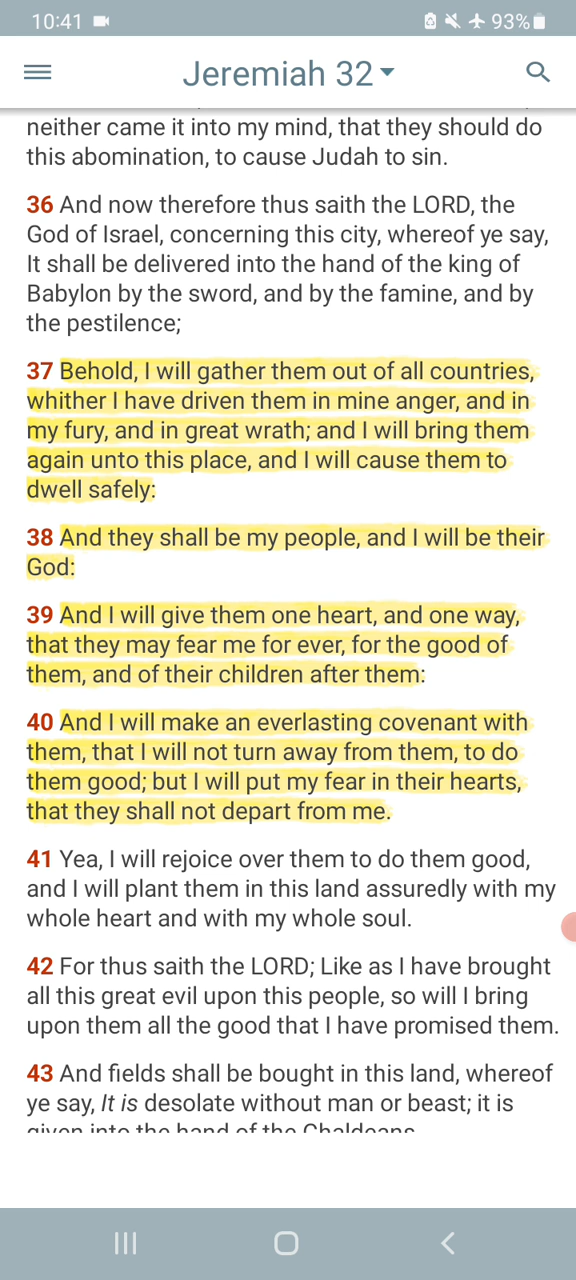 10:41
93%
Jeremiah 32
neither came it into my mind, that they should do
this abomination, to cause Judah to sin.
36 And now therefore thus saith the LORD, the
God of Israel, concerning this city, whereof ye say,
It shall be delivered into the hand of the king of
Babylon by the sword, and by the famine, and by
the pestilence;
37 Behold, I will gather them out of all countries,
whither I have driven them in mine anger, and in
my fury, and in great wrath; and I will bring them
again unto this place, and I will cause them to
dwell safely:
38 And they shall be my people, and I will be their
God:
39 And I will give them one heart, and one way,
that they may fear me for ever, for the good of
them, and of their children after them:
40 And I will make an everlasting covenant with
them, that I will not turn away from them, to do
them good; but I will put my fear in their hearts,
that they shall not depart from me.
41 Yea, I will rejoice over them to do them good,
and I will plant them in this land assuredly with my
whole heart and with my whole soul.
42 For thus saith the LORD; Like as I have brought
all this great evil upon this people, so will I bring
upon them all the good that I have promised them.
43 And fields shall be bought in this land, whereof
ye say, It is desolate without man or beast; it is
given into the hand of the Chaldeans